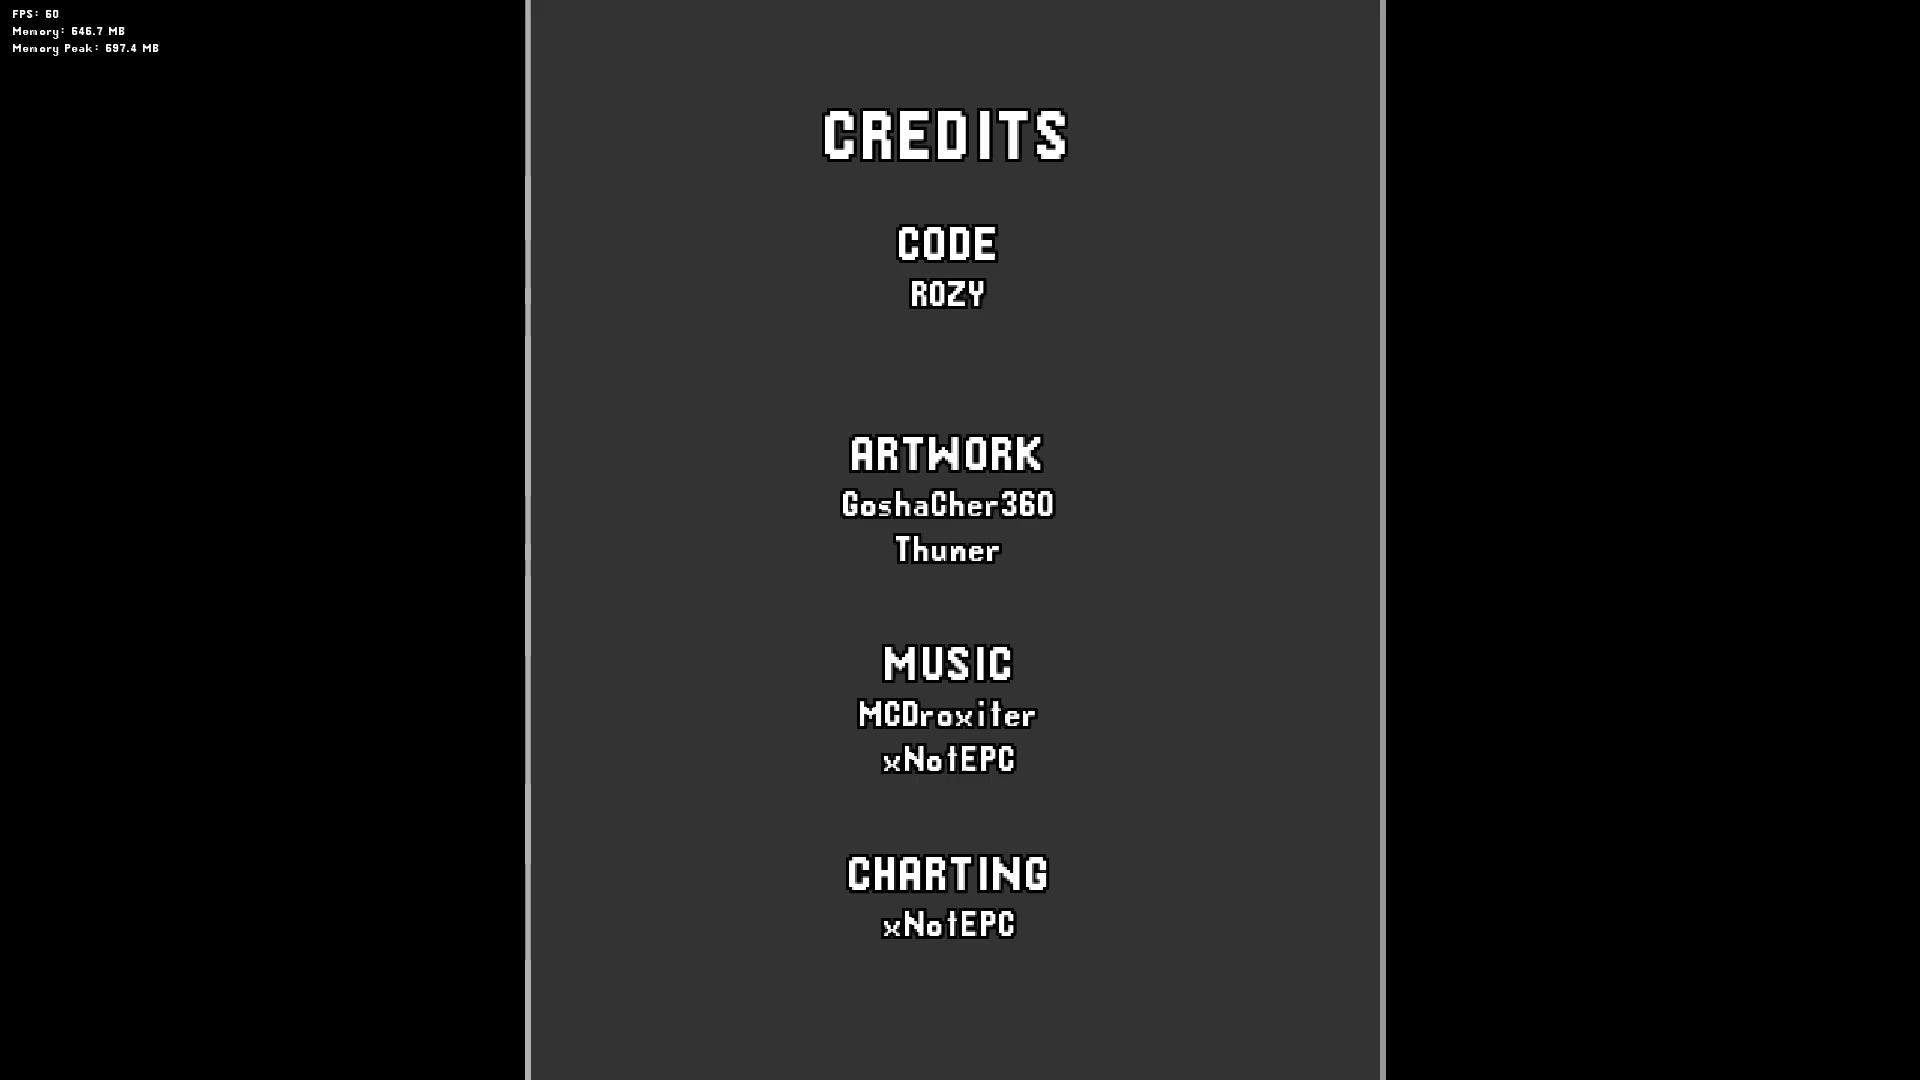 FPS: 60
Memory: 646.7 MB
Memory Peak: 697.4 MB
CREDITS
CODE
ROZY
ARTWORK
GoshaCher360
Thuner
MUSIC
MCDroxiter
xNotEPC
CHARTING
xNotEPC